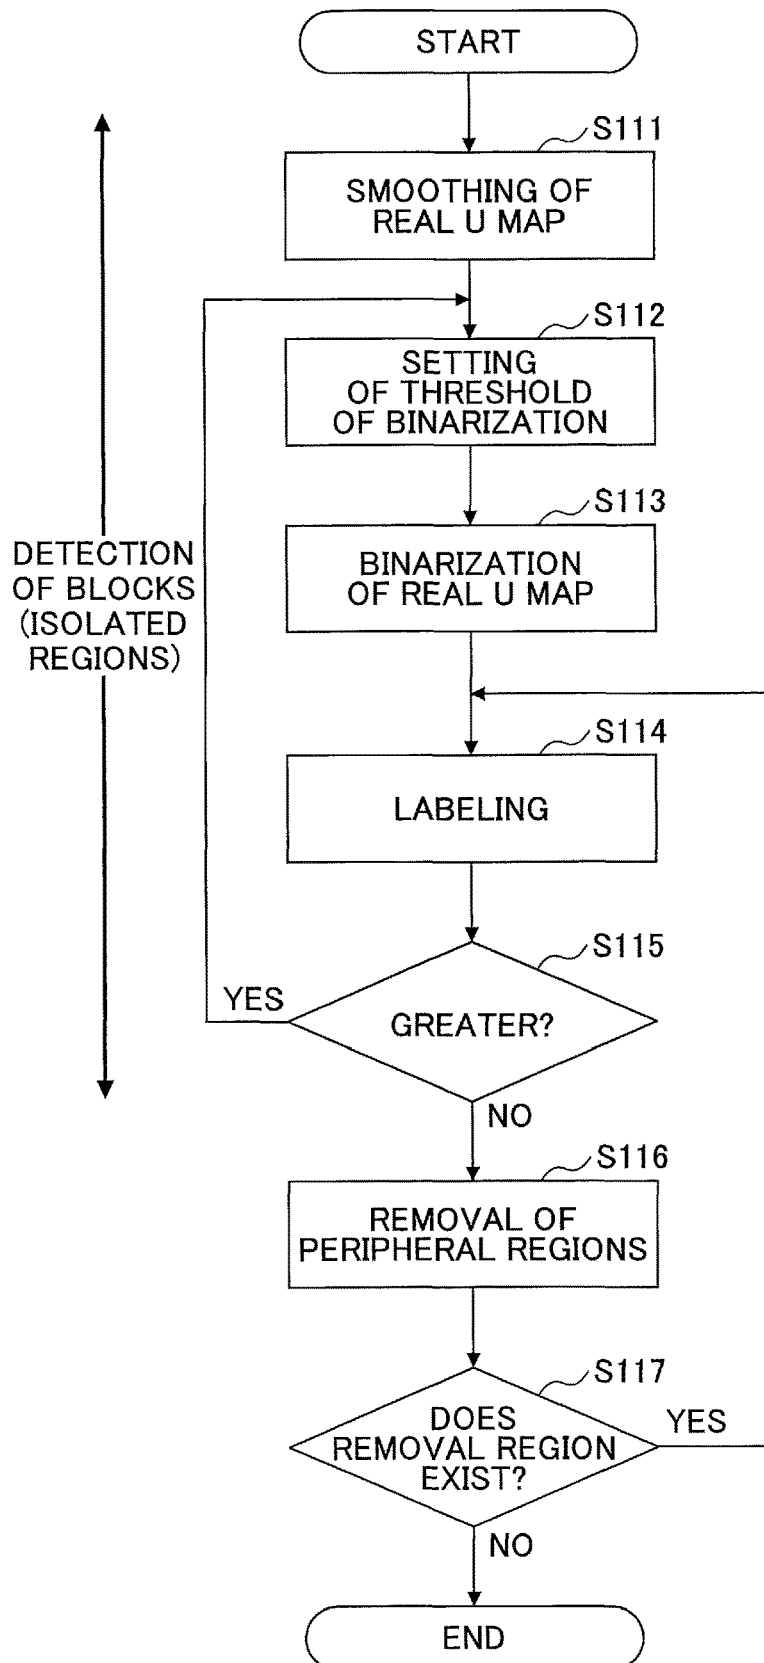 START
S111
SMOOTHING OF
REAL U MAP
S112
SETTING
OF THRESHOLD
OF BINARIZATION
S113
BINARIZATION
OF REAL U MAP
DETECTION
OF BLOCKS
(ISOLATED
REGIONS)
S114
LABELING
S115
YES
GREATER?
NO
S116
REMOVAL OF
PERIPHERAL REGIONS
S117
DOES
REMOVAL REGION
EXIST?
YES
NO
END